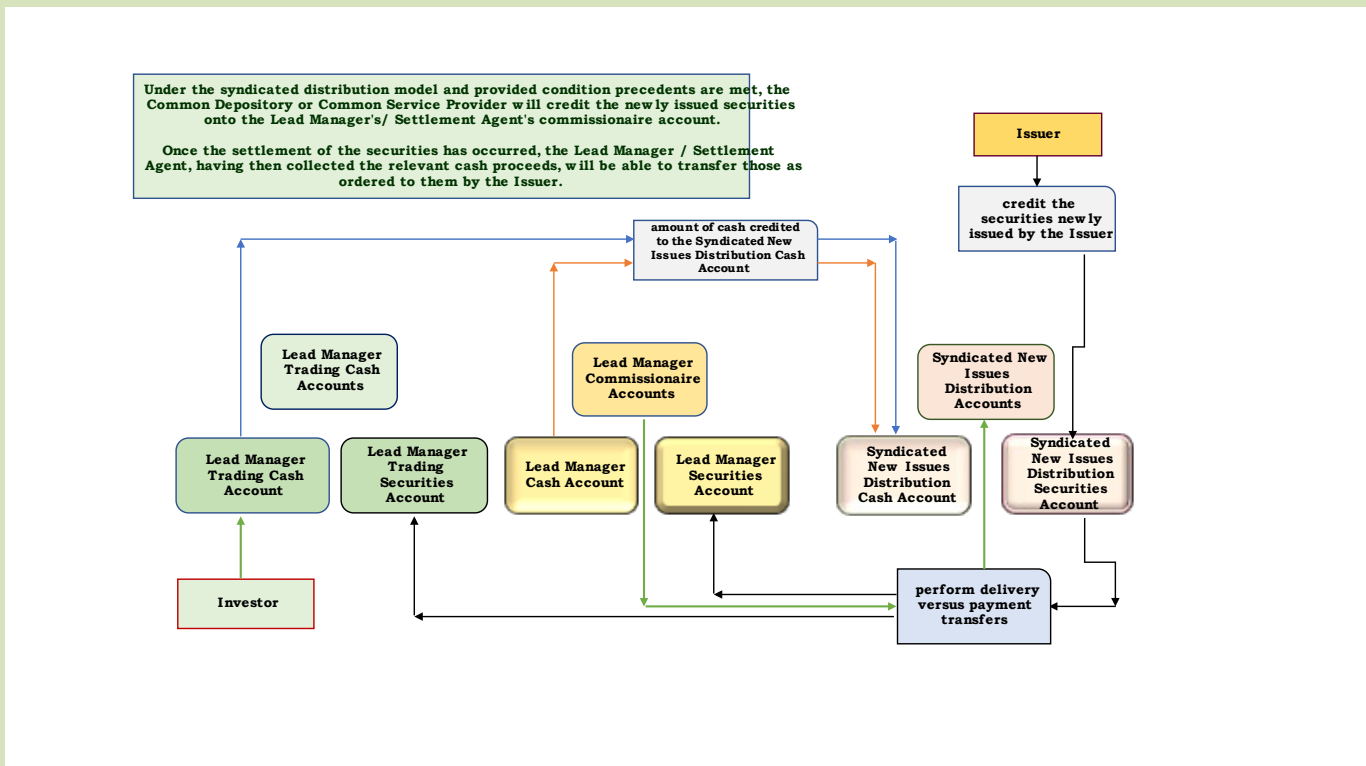 Under the syndicated distribution model and provided condition precedents are met, the
Common Depository or Common Service Provider will credit the newly issued securities
onto the Lead Manager's/ Settlement Agent's commissionaire account.
Once the settlement of the securities has occurred, the Lead Manager / Settlement
Agent, having then collected the relevant cash proceeds, will be able to transfer those as
ordered to them by the Issuer.
Issuer
credit the
securities newly
issued by the Issuer
amount of cash credited
to the Syndicated New
Issues Distribution Cash
Account
Lead Manager
Trading Cash
Accounts
Lead Manager
Commissionaire
Accounts
Syndicated New
Issues
Distribution
Accounts
Lead Manager
Trading Cash
Account
Lead Manager
Trading
Securities
Account
Lead Manager
Cash Account
Lead Manager
Securities
Account
Syndicated
New Issues
Distribution
Cash Account
Syndicated
New Issues
Distribution
Securities
Account
Investor
perform delivery
versus payment
transfers